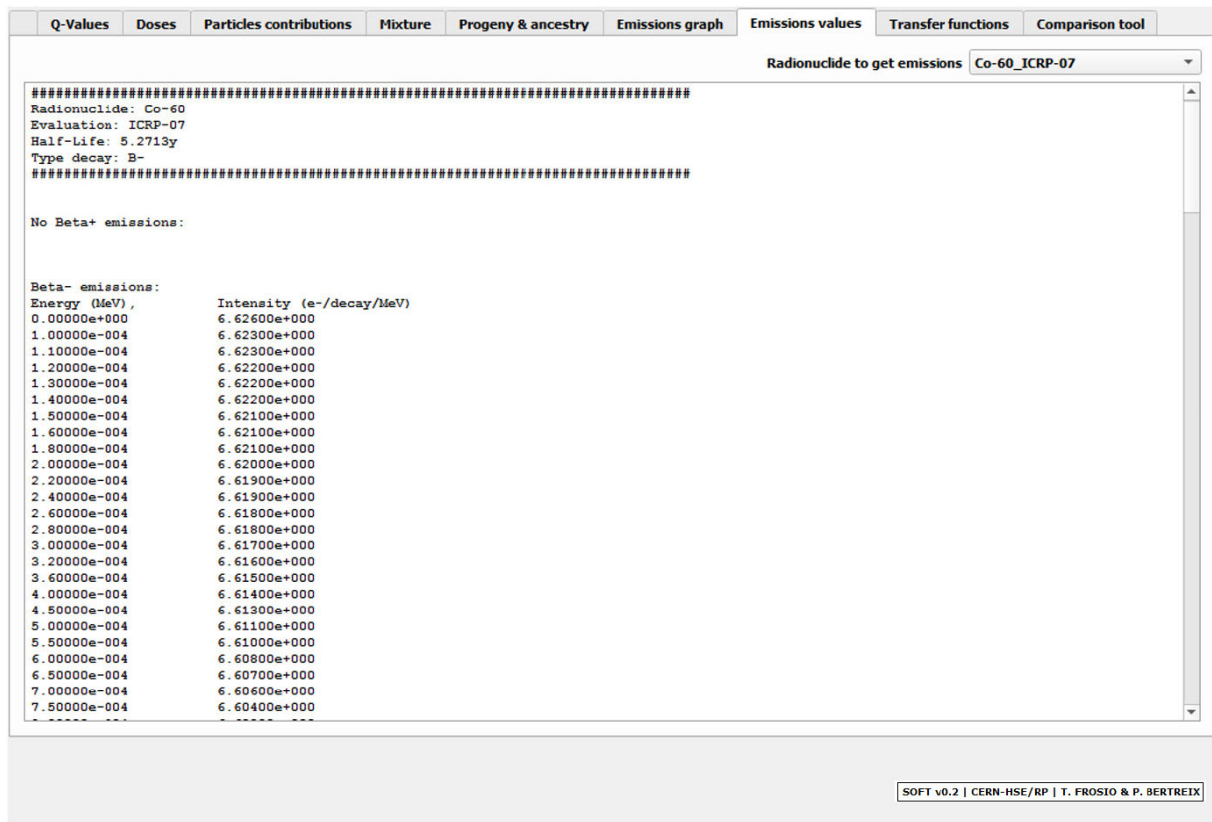 Q-Values Doses Particles contributions Mixture Progeny & ancestry Emissions graph Emissions values Transfer functions Comparison tool
Radionuclide to get emissions Co-60_ICRP-07
################################################################################
Radionuclide: Co-60
Evaluation: ICRP-07
Half-Life: 5.2713y
Type decay: B-
################################################################################
No Beta+ emissions:
Beta- emissions:
Energy (MeV), Intensity (e-/decay/MeV)
0.00000e+000 6.62600e+000
1.00000e-004 6.62300e+000
1.10000e-004 6.62300e+000
1.20000e-004 6.62200e+000
1.30000e-004 6.62200e+000
1.40000e-004 6.62200e+000
1.50000e-004 6.62100e+000
1.60000e-004 6.62100e+000
1.80000e-004 6.62100e+000
2.00000e-004 6.62000e+000
2.20000e-004 6.61900e+000
2.40000e-004 6.61900e+000
2.60000e-004 6.61800e+000
2.80000e-004 6.61800e+000
3.00000e-004 6.61700e+000
3.20000e-004 6.61600e+000
3.60000e-004 6.61500e+000
4.00000e-004 6.61400e+000
4.50000e-004 6.61300e+000
5.00000e-004 6.61100e+000
5.50000e-004 6.61000e+000
6.00000e-004 6.60800e+000
6.50000e-004 6.60700e+000
7.00000e-004 6.60600e+000
7.50000e-004 6.60400e+000
SOFT v0.2 | CERN-HSE/RP | T. FROSIO & P. BERTREIX